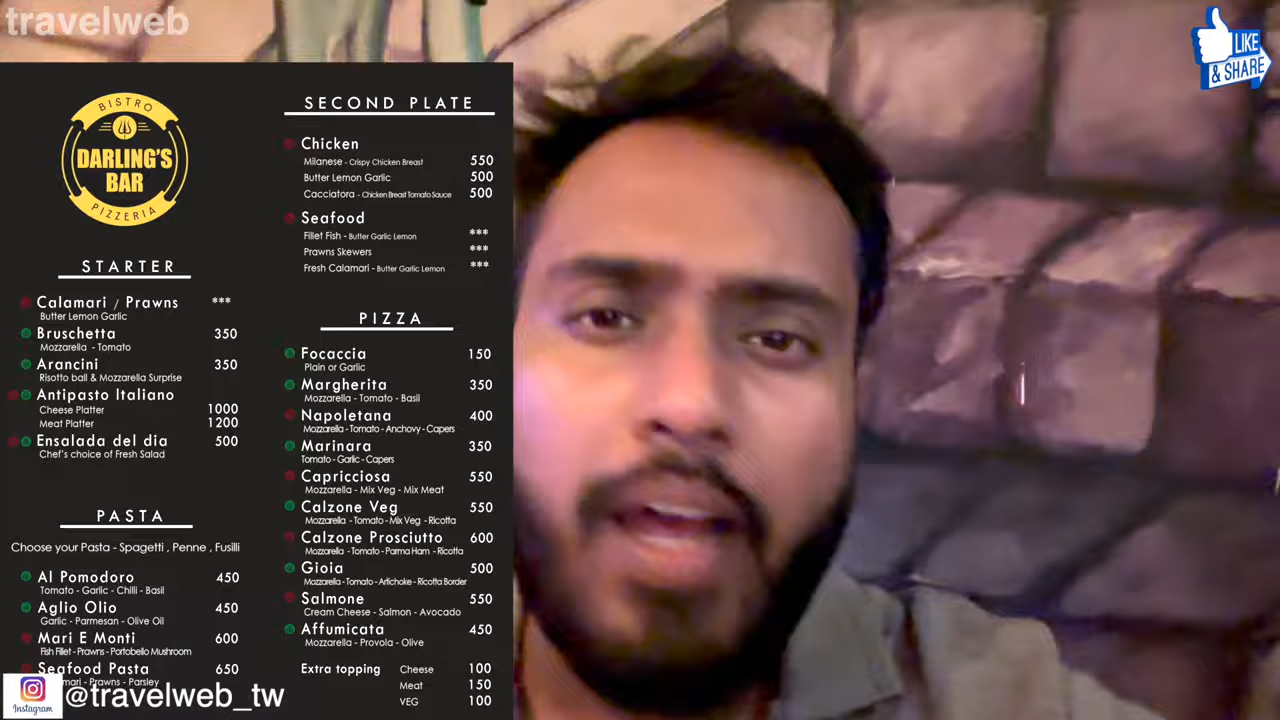 travelweb
LIKE
& SHARE
BISTRO
DARLING'S
BAR
PIZZERIA
STARTER
Calamari / Prawns ***
Butter Lemon Garlic
Bruschetta 350
Mozzarella - Tomato
Arancini 350
Risotto ball & Mozzarella Surprise
Antipasto Italiano
Cheese Platter 1000
Meat Platter 1200
Ensalada del dia 500
Chef's choice of Fresh Salad
PASTA
Choose your Pasta - Spagetti , Penne , Fusilli
Al Pomodoro 450
Tomato - Garlic - Chilli - Basil
Aglio Olio 450
Garlic - Parmesan - Olive Oil
Mari E Monti 600
Fish Fillet - Prawns - Portobello Mushroom
Seafood Pasta 650
- Prawns - Parsley
SECOND PLATE
Chicken
Milanese - Crispy Chicken Breast 550
Butter Lemon Garlic 500
Cacciatora - Chicken Breast Tomato Sauce 500
Seafood
Fillet Fish - Butter Garlic Lemon ***
Prawns Skewers ***
Fresh Calamari - Butter Garlic Lemon ***
PIZZA
Focaccia 150
Plain or Garlic
Margherita 350
Mozzarella - Tomato - Basil
Napoletana 400
Mozzarella - Tomato - Anchovy - Capers
Marinara 350
Tomato - Garlic - Capers
Capricciosa 550
Mozzarella - Mix Veg - Mix Meat
Calzone Veg 550
Mozzarella - Tomato - Mix Veg - Ricotta
Calzone Prosciutto 600
Mozzarella - Tomato - Parma Ham - Ricotta
Gioia 500
Mozzarella - Tomato - Artichoke - Ricotta Border
Salmone 550
Cream Cheese - Salmon - Avocado
Affumicata 450
Mozzarella - Provola - Olive
Extra topping Cheese 100
Meat 150
VEG 100
Instagram
@travelweb_tw